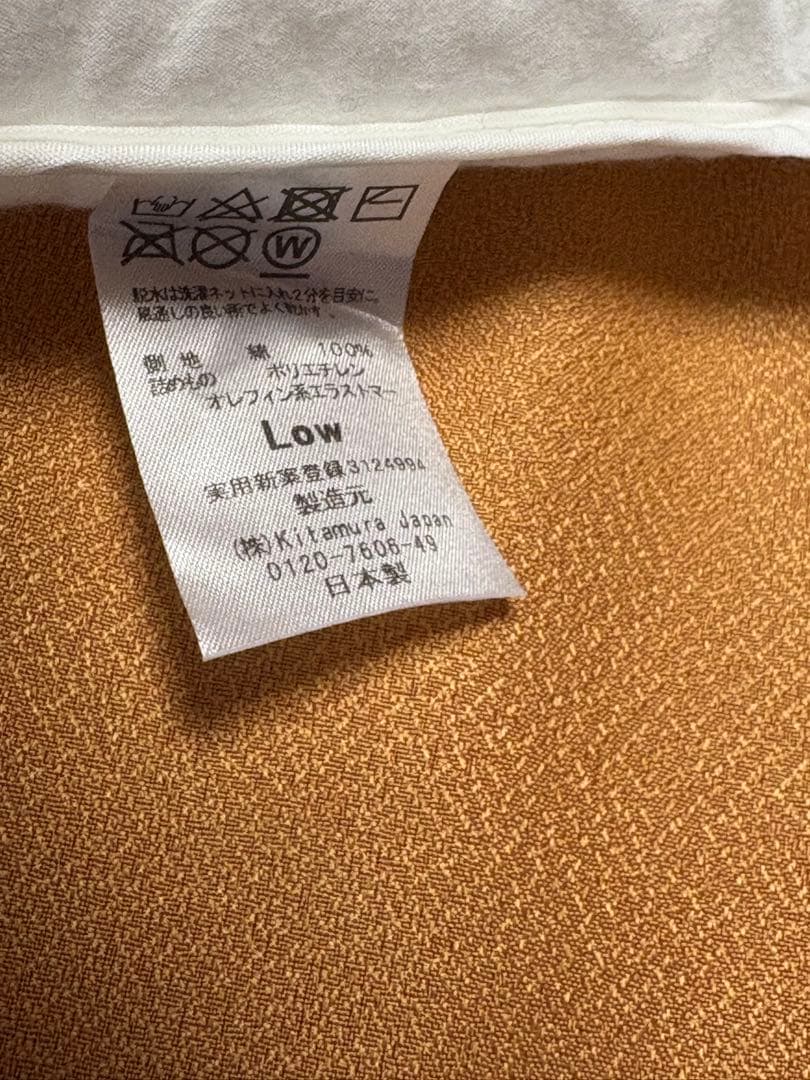 W
脱水は洗濯ネットに入れ2分を目安に。
風通しの良い所でよく乾かす。
側 地 綿 100%
詰めもの ポリエチレン
オレフィン系エラストマー
Low
実用新案登録3124994
製造元
(株)Kitamura Japan
0120-7606-49
日本製